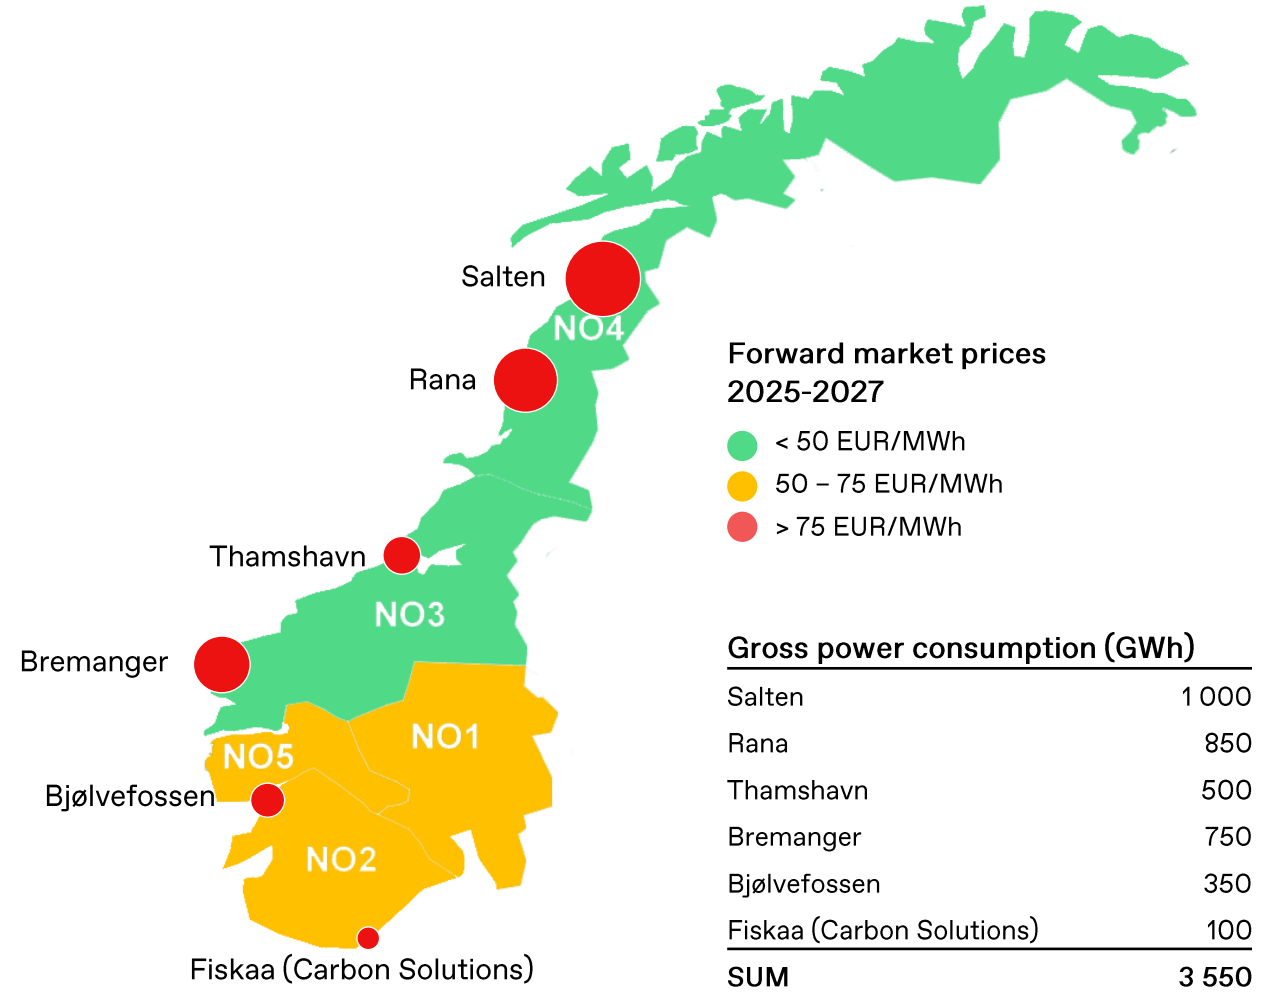 Salten
NO4
Rana
Thamshavn
NO3
Bremanger
NO1
NO5
Bjølvefossen
NO2
Fiskaa (Carbon Solutions)
Forward market prices
2025-2027
< 50 EUR/MWh
50 – 75 EUR/MWh
> 75 EUR/MWh
Gross power consumption (GWh)
Salten 1 000
Rana 850
Thamshavn 500
Bremanger 750
Bjølvefossen 350
Fiskaa (Carbon Solutions) 100
SUM 3 550